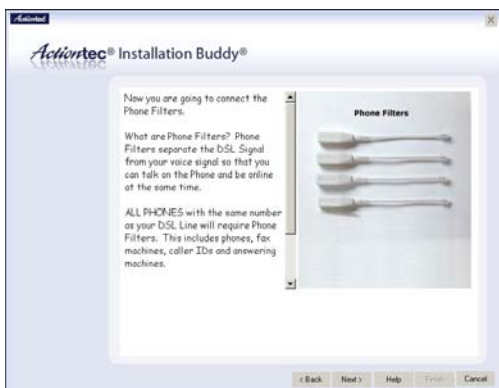 Actiontec
Actiontec® Installation Buddy®
Now you are going to connect the
Phone Filters.
What are Phone Filters? Phone
Filters separate the DSL Signal
from your voice signal so that you
can talk on the Phone and be online
at the same time.
ALL PHONES with the same number
as your DSL Line will require Phone
Filters. This includes phones, fax
machines, caller IDs and answering
machines.
Phone Filters
< Back Next > Help Finish Cancel